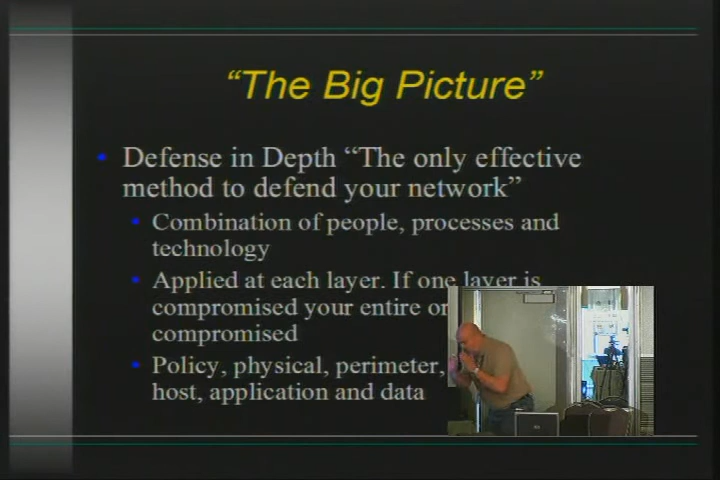 “The Big Picture”
Defense in Depth “The only effective
method to defend your network”
Combination of people, processes and
technology
Applied at each layer. If one layer is
compromised your entire
compromised
Policy, physical, perimeter,
host, application and data